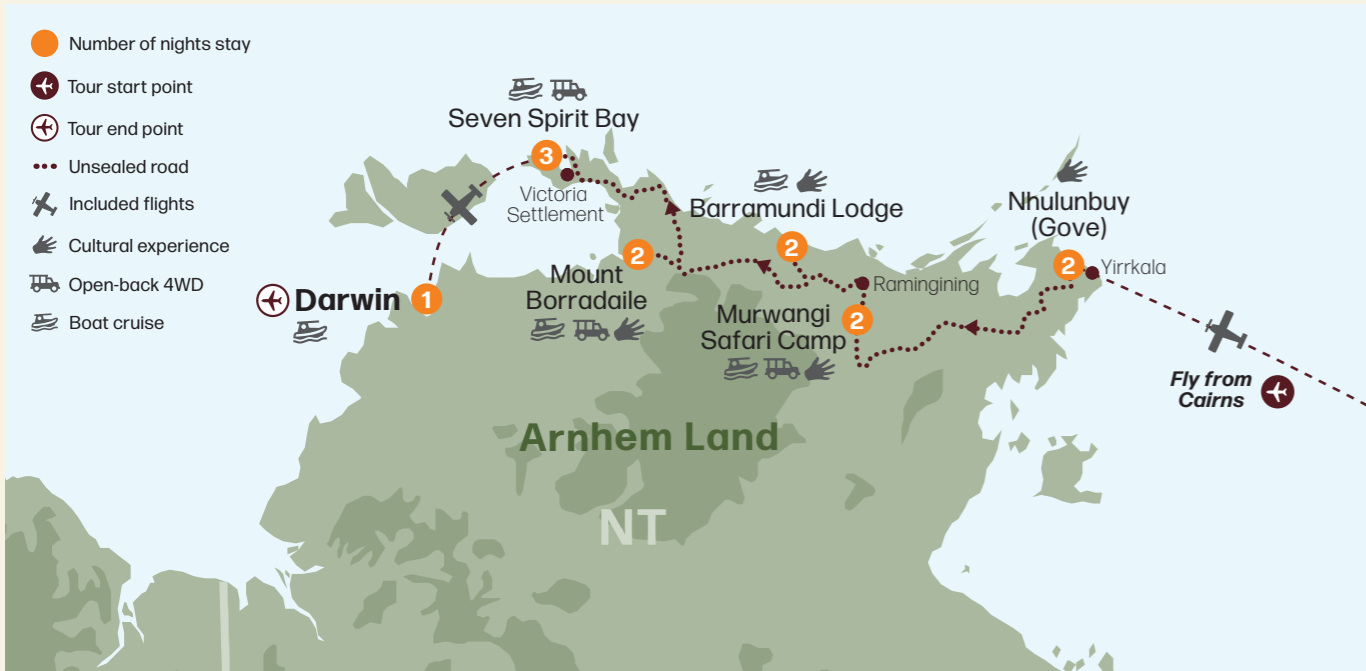 Number of nights stay
Tour start point
Tour end point
Unsealed road
Included flights
Cultural experience
Open-back 4WD
Boat cruise
Seven Spirit Bay
3
Victoria
Settlement
Barramundi Lodge
2
Nhulunbuy
(Gove)
2
Yirrkala
Darwin
1
2
Mount
Borradaile
Ramingining
Murwangi
Safari Camp
2
Fly from
Cairns
Arnhem Land
NT